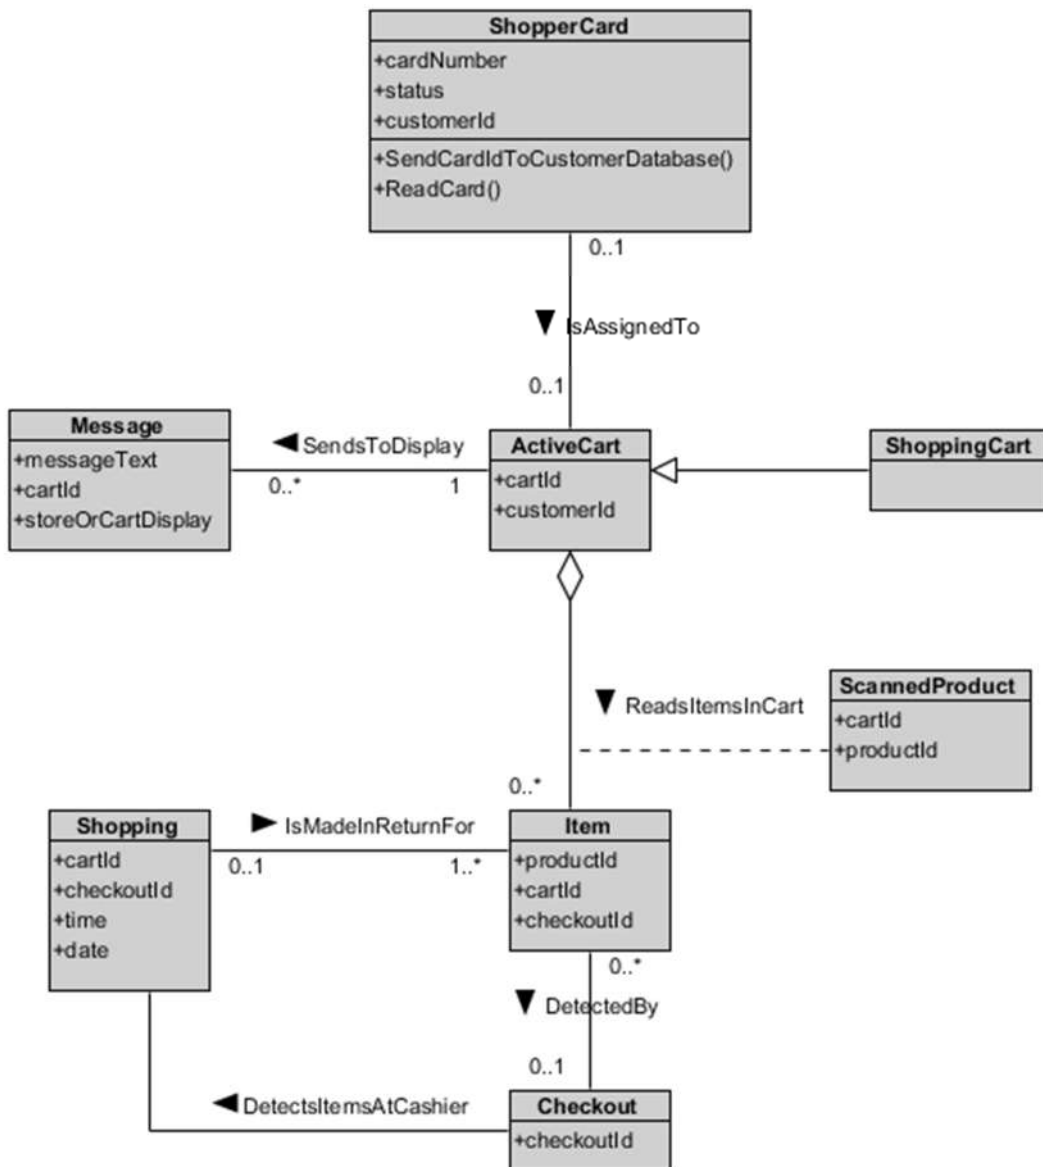 ShopperCard
+cardNumber
+status
+customerId
+SendCardIdToCustomerDatabase()
+ReadCard()
0..1
IsAssignedTo
0..1
Message
+messageText
+cartId
+storeOrCartDisplay
SendsToDisplay
0..*
1
ActiveCart
+cartId
+customerId
ShoppingCart
ReadsItemsInCart
ScannedProduct
+cartId
+productId
0..*
Shopping
+cartId
+checkoutId
+time
+date
IsMadeInReturnFor
0..1
1..*
Item
+productId
+cartId
+checkoutId
0..*
DetectedBy
0..1
DetectsItemsAtCashier
Checkout
+checkoutId